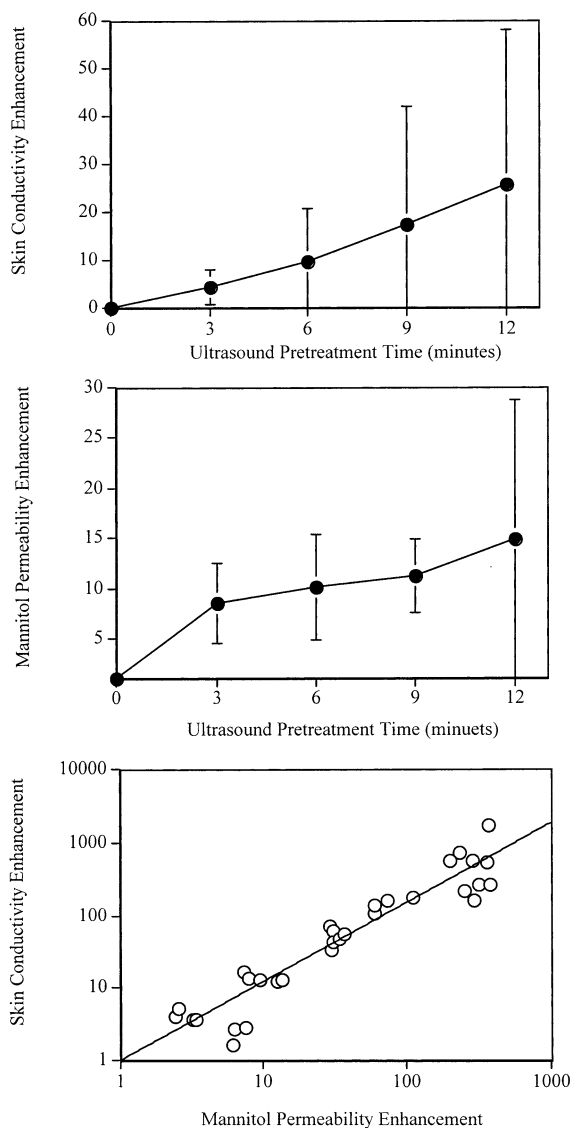 Skin Conductivity Enhancement
60
50
40
30
20
10
0
0 3 6 9 12
Ultrasound Pretreatment Time (minutes)
Mannitol Permeability Enhancement
30
25
20
15
10
5
0 3 6 9 12
Ultrasound Pretreatment Time (minuets)
Skin Conductivity Enhancement
10000
1000
100
10
1
1 10 100 1000
Mannitol Permeability Enhancement